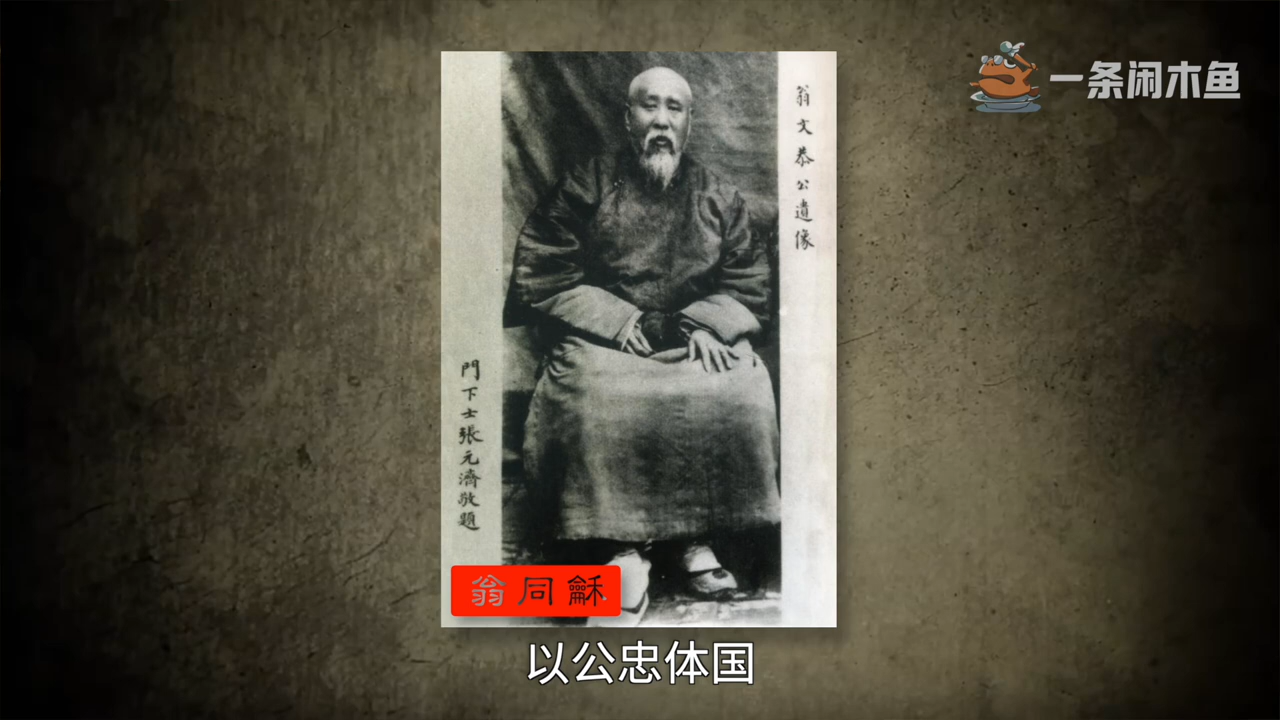 一条闲木鱼
翁文恭公遺像
門下士張元濟敬題
翁同龢
以公忠体国